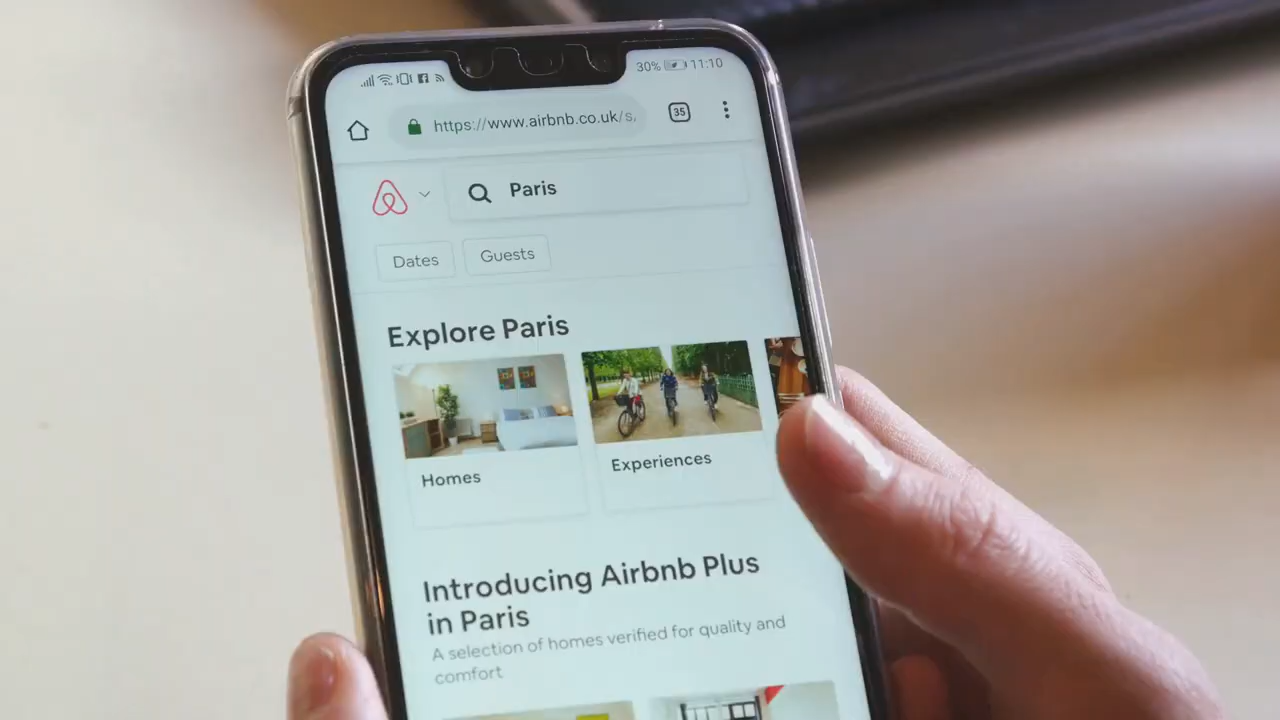 30% 11:10
https://www.airbnb.co.uk/s/
35
Paris
Dates Guests
Explore Paris
Homes Experiences
Introducing Airbnb Plus
in Paris
A selection of homes verified for quality and
comfort